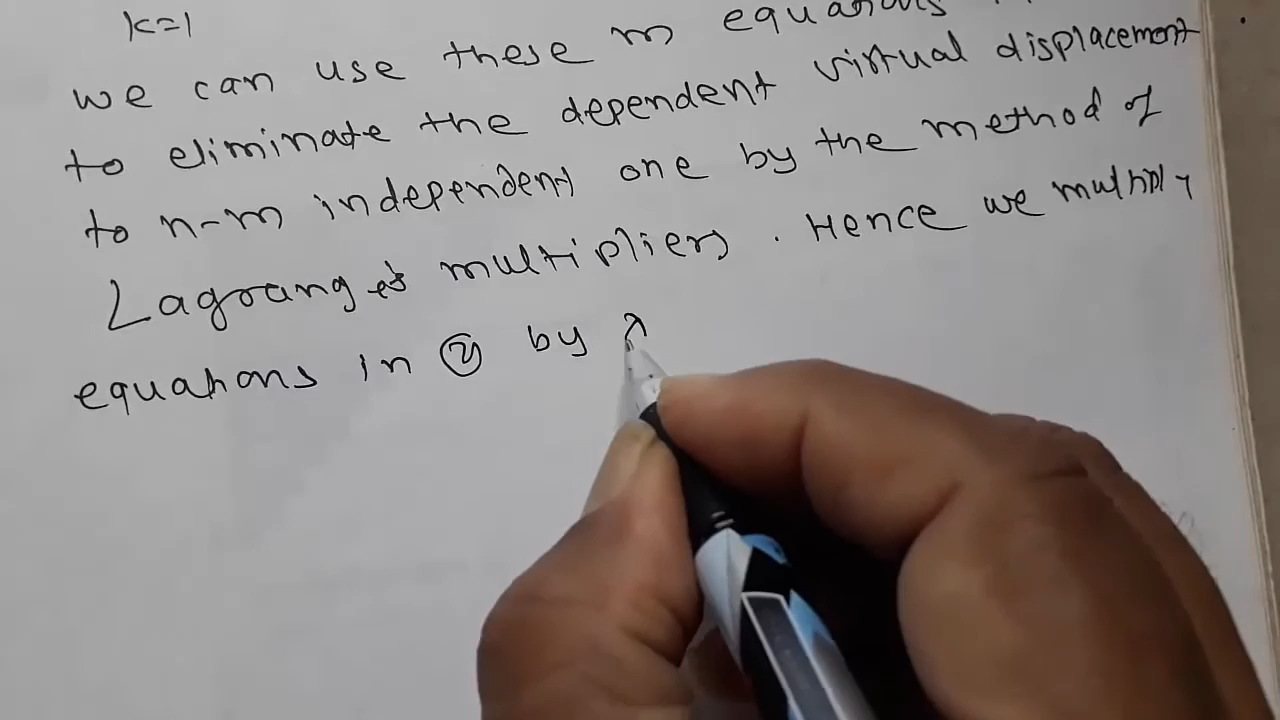 k=1
we can use these m equations
to eliminate the dependent virtual displacement
to n-m independent one by the method of
Lagrange's multipliers. Hence we multiply
equations in ⓨ by λ